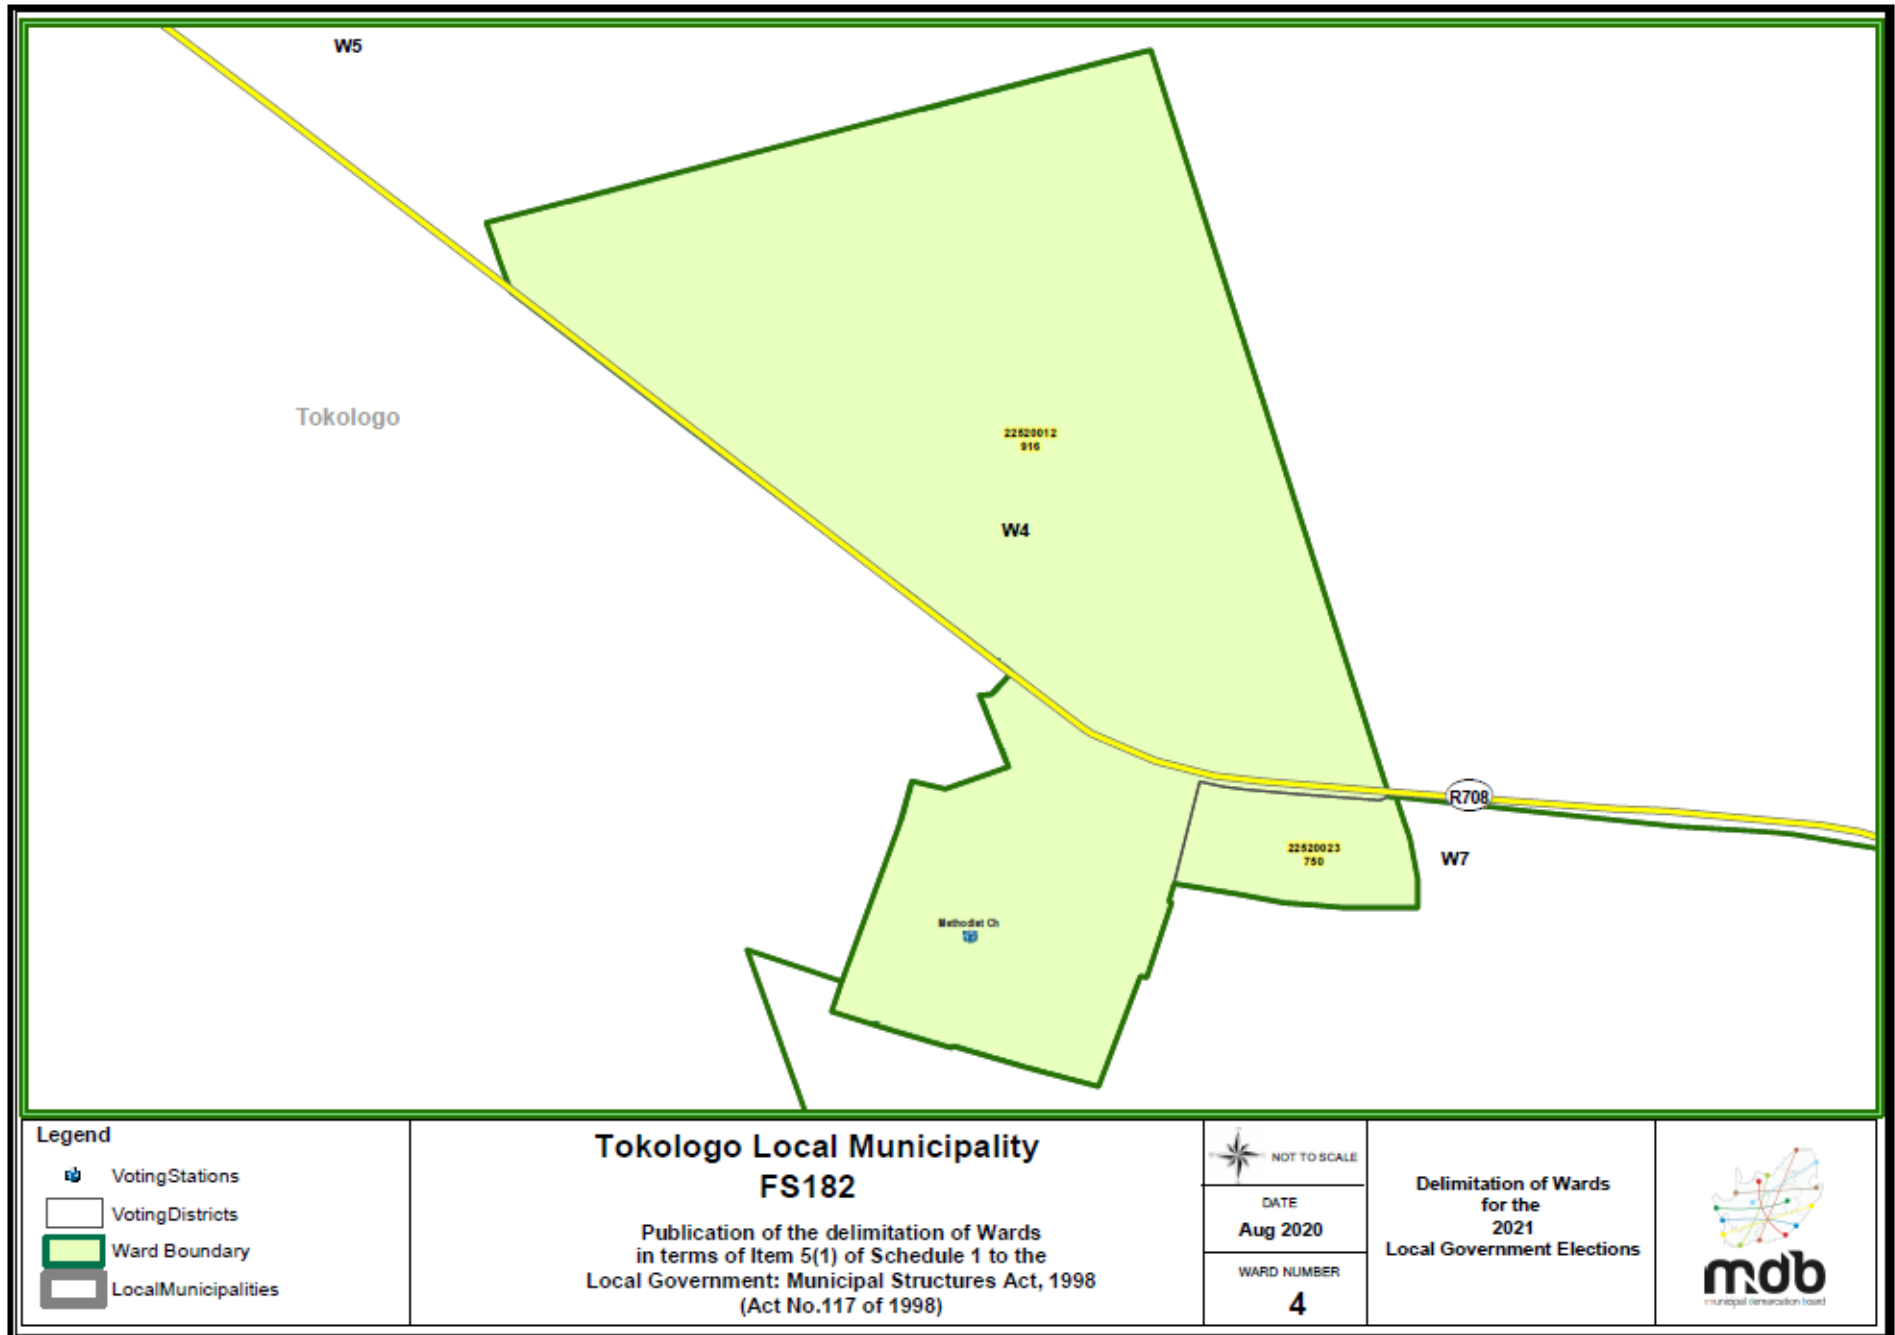 W5
Tokologo
22520012
916
W4
R708
22520023
750
W7
Methodist Ch
Legend
VotingStations
VotingDistricts
Ward Boundary
LocalMunicipalities
Tokologo Local Municipality
FS182
Publication of the delimitation of Wards
in terms of Item 5(1) of Schedule 1 to the
Local Government: Municipal Structures Act, 1998
(Act No.117 of 1998)
NOT TO SCALE
DATE
Aug 2020
WARD NUMBER
4
Delimitation of Wards
for the
2021
Local Government Elections
mdb
municipal demarcation board